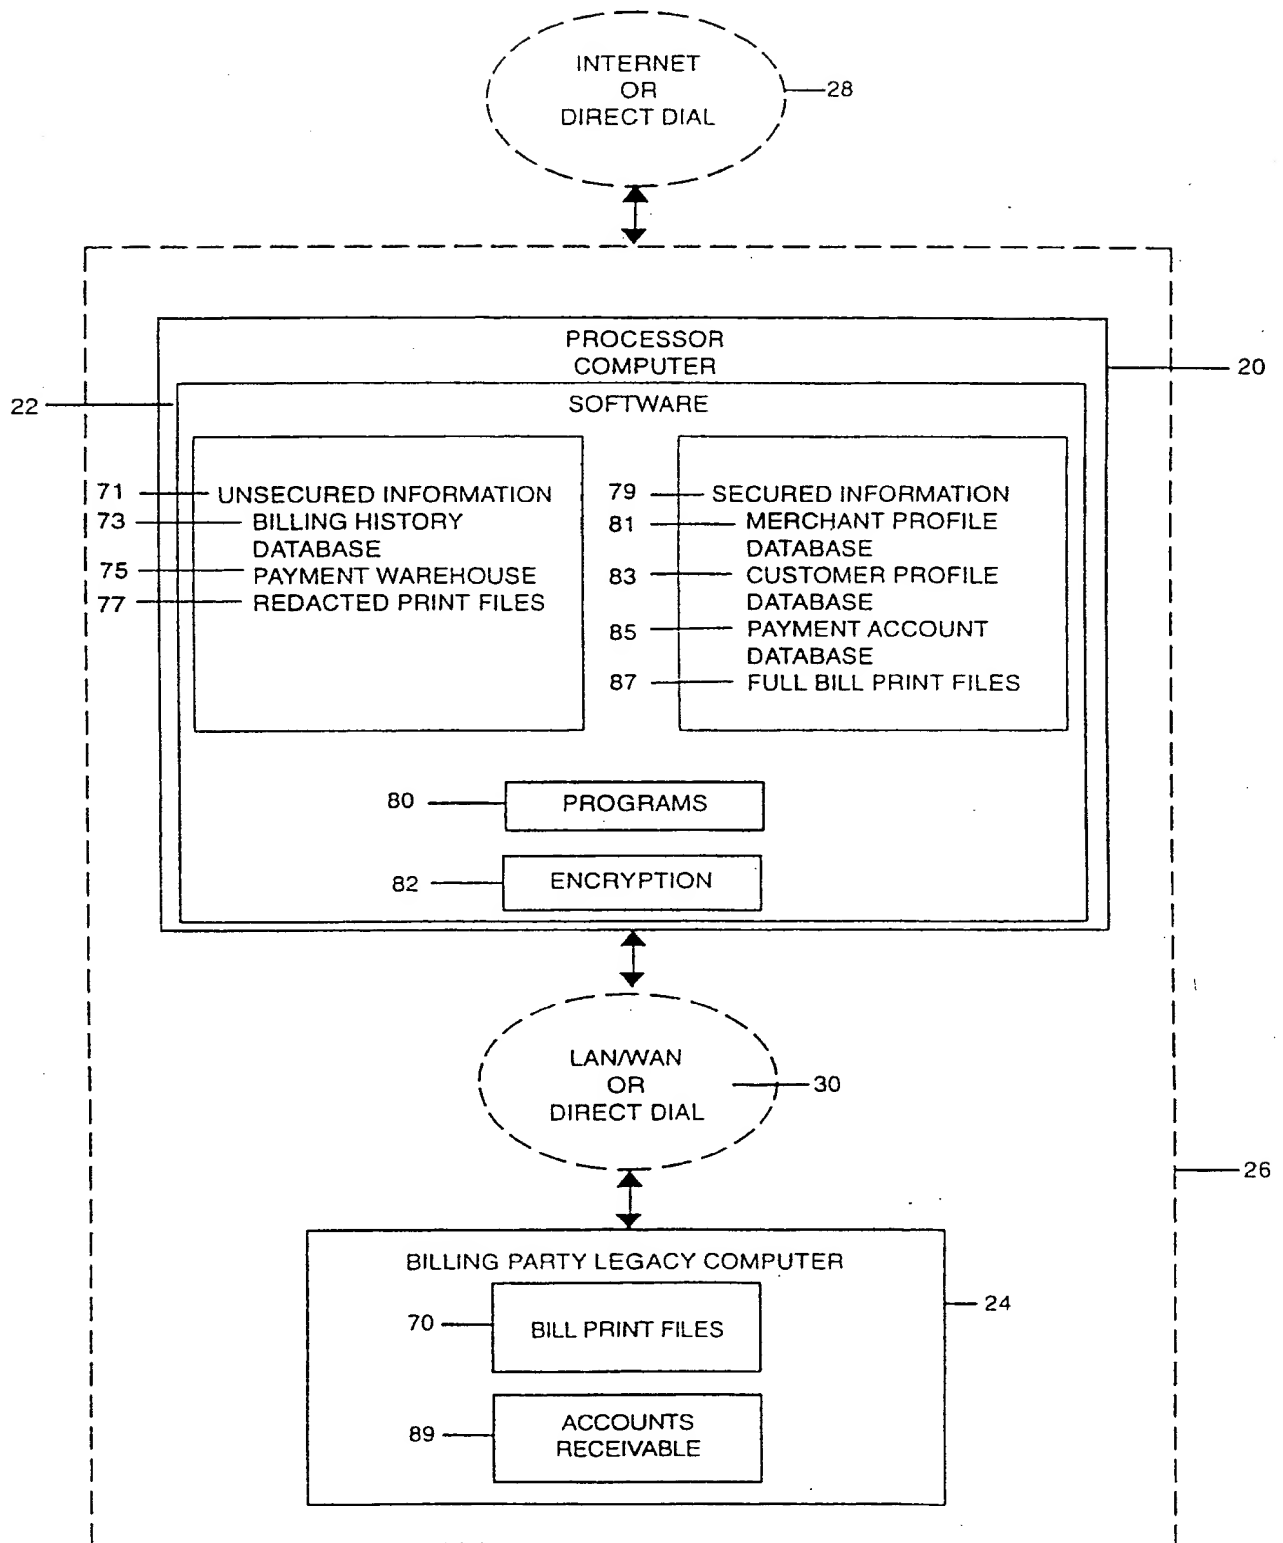 INTERNET
OR
DIRECT DIAL
28
PROCESSOR
COMPUTER
20
22
SOFTWARE
71 UNSECURED INFORMATION
73 BILLING HISTORY
DATABASE
75 PAYMENT WAREHOUSE
77 REDACTED PRINT FILES
79 SECURED INFORMATION
81 MERCHANT PROFILE
DATABASE
83 CUSTOMER PROFILE
DATABASE
85 PAYMENT ACCOUNT
DATABASE
87 FULL BILL PRINT FILES
80 PROGRAMS
82 ENCRYPTION
LAN/WAN
OR
DIRECT DIAL
30
26
BILLING PARTY LEGACY COMPUTER
24
70 BILL PRINT FILES
89 ACCOUNTS
RECEIVABLE